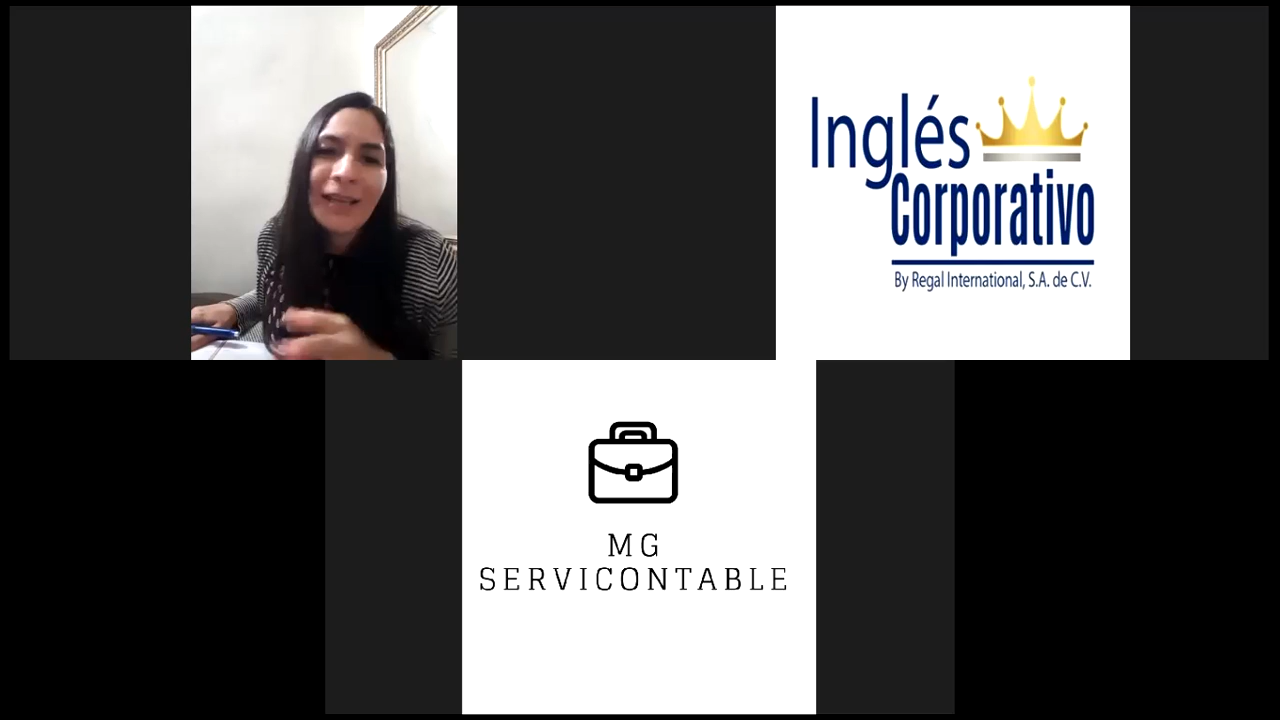 Inglés
Corporativo
By Regal International, S.A. de C.V.
MG
SERVICONTABLE